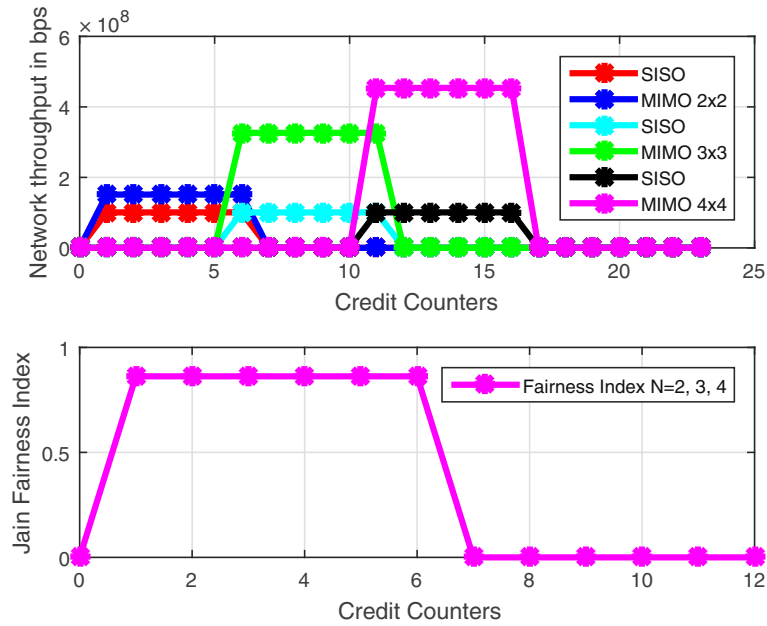 × 10^8
6
4
2
0
Network throughput in bps
SISO
MIMO 2x2
SISO
MIMO 3x3
SISO
MIMO 4x4
0 5 10 15 20 25
Credit Counters
1
0.5
0
Jain Fairness Index
Fairness Index N=2, 3, 4
0 2 4 6 8 10 12
Credit Counters